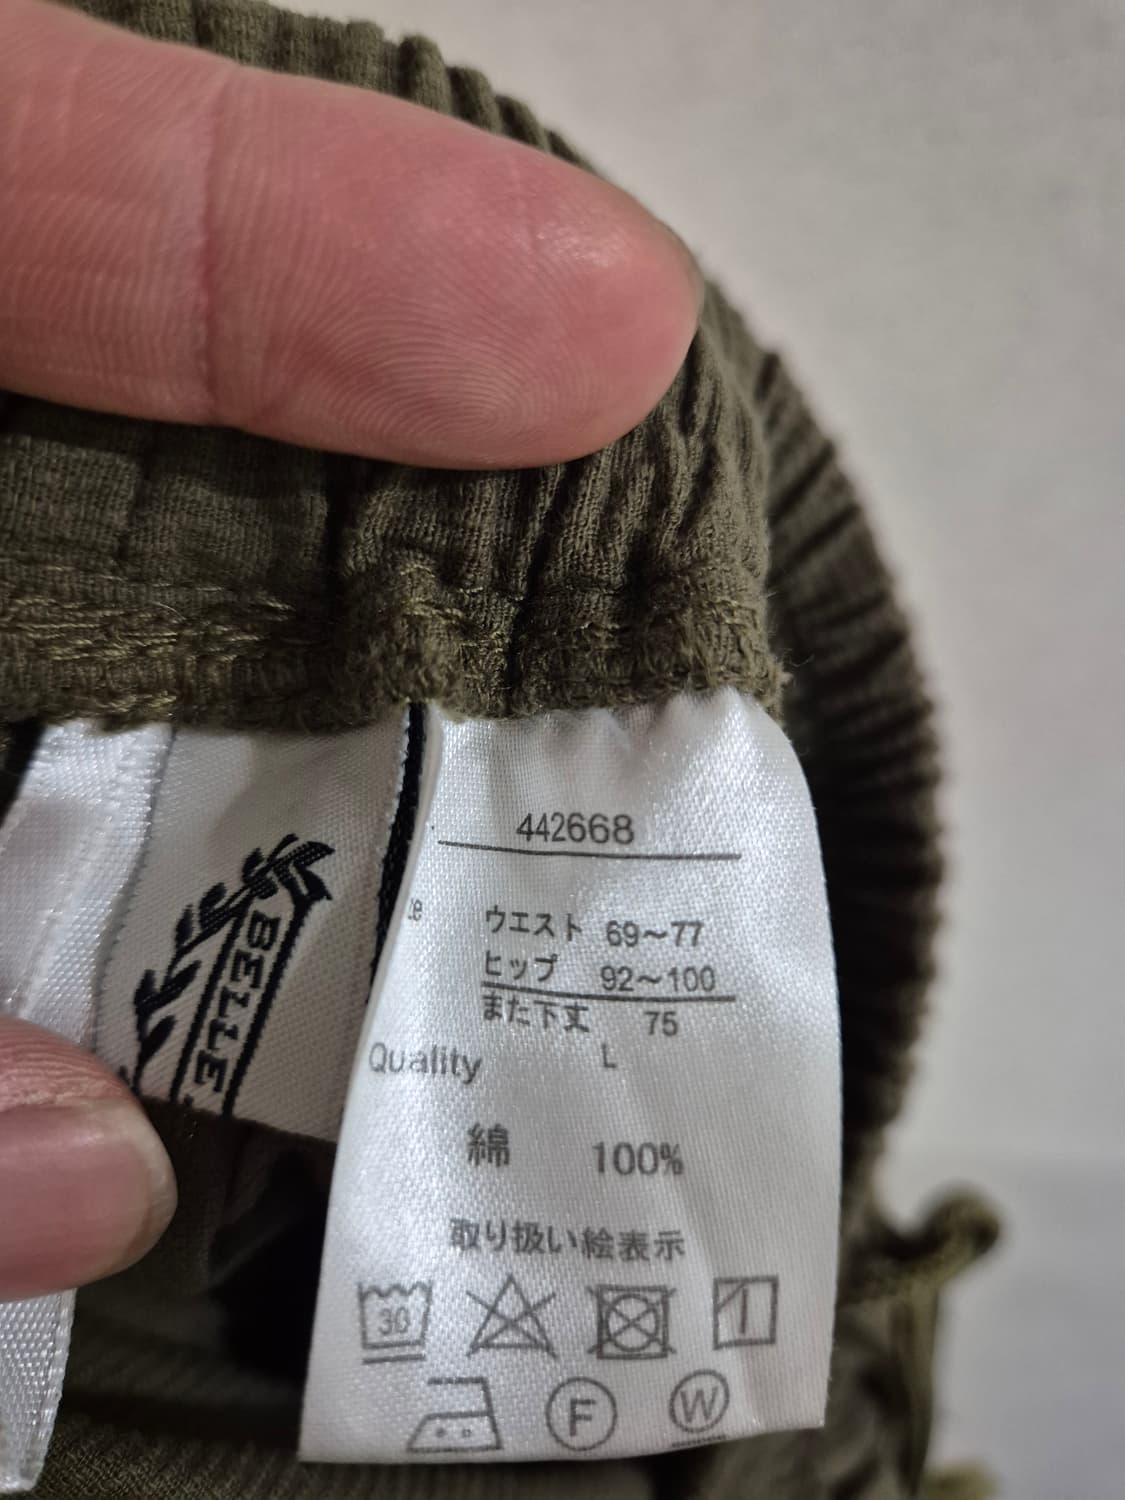 442668
ウエスト 69～77
ヒップ 92～100
また下丈 75
Quality L
綿 100%
取り扱い絵表示
30
F W
BELLE